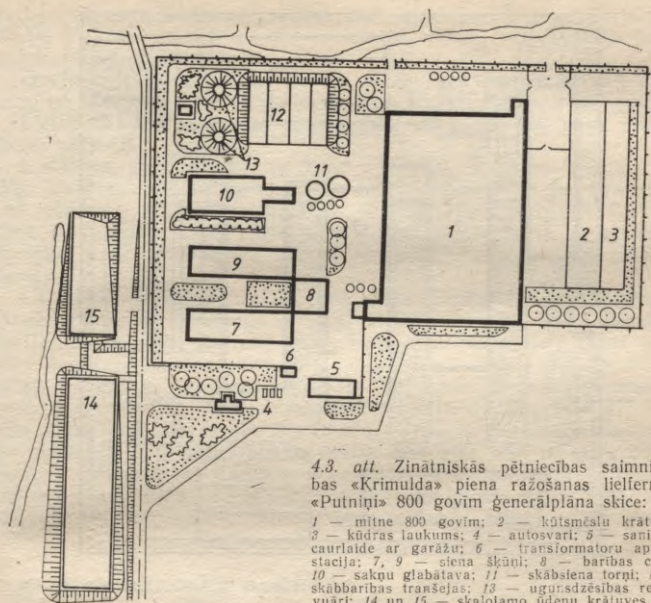 12
13
11
10
1
2
3
9
8
15
7
6
5
4
14
4.3. att. Zinātniskās pētniecības saimni
bas «Krimulda» piena ražošanas lielfer
«Putniņi» 800 govīm ģenerālplāna skice:
1 — mītne 800 govīm; 2 — kūtsmēslu krāt
3 — kūdras laukums; 4 — autosvari; 5 — sani
caurlaide ar garāžu; 6 — transformatoru ap
stacija; 7, 9 — siena šķūņi; 8 — barības c
10 — sakņu glabātava; 11 — skābsiena torņi;
skābbarības tranšejas; 13 — ugunsdzēsības re
vuāri; 14 un 15 — skalojamo ūdeņu krātuves